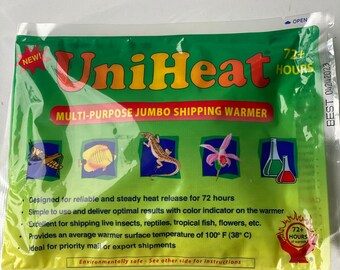 OPEN
NEW!
UniHeat
72+
HOURS
MULTI-PURPOSE JUMBO SHIPPING WARMER
BEST 04/24/2023
• Designed for reliable and steady heat release for 72 hours
• Simple to use and deliver optimal results with color indicator on the warmer
• Excellent for shipping live insects, reptiles, tropical fish, flowers, etc.
• Provides an average warmer surface temperature of 100° F (38° C)
• Ideal for priority mail or export shipments
72+
HOURS
Environmentally safe - See other side for instructions